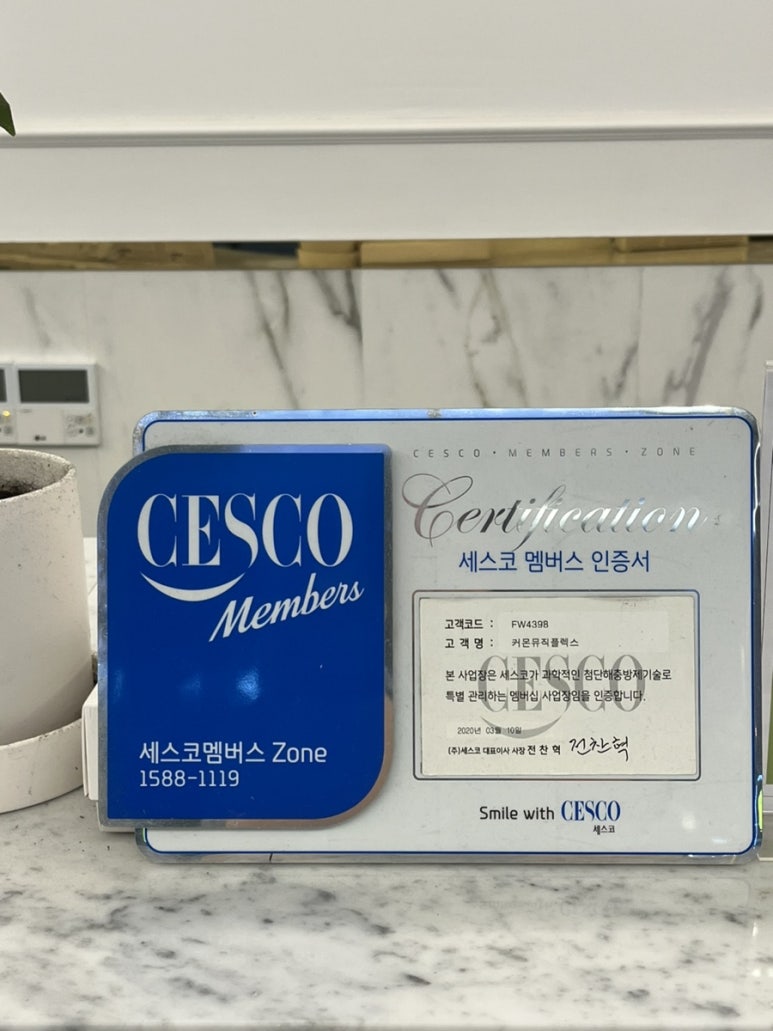 CESCO
Members
세스코멤버스 Zone
1588-1119
CESCO · MEMBERS · ZONE
Certification
세스코 멤버스 인증서
고객코드 : FW439B
고 객 명 : 커몬뮤직플렉스
CESCO
본 사업장은 세스코가 과학적인 첨단해충방제기술로
특별 관리하는 멤버십 사업장임을 인증합니다.
2020년 03월 10일
(주)세스코 대표이사 사장 전 찬 혁 전찬혁
Smile with CESCO
세스코